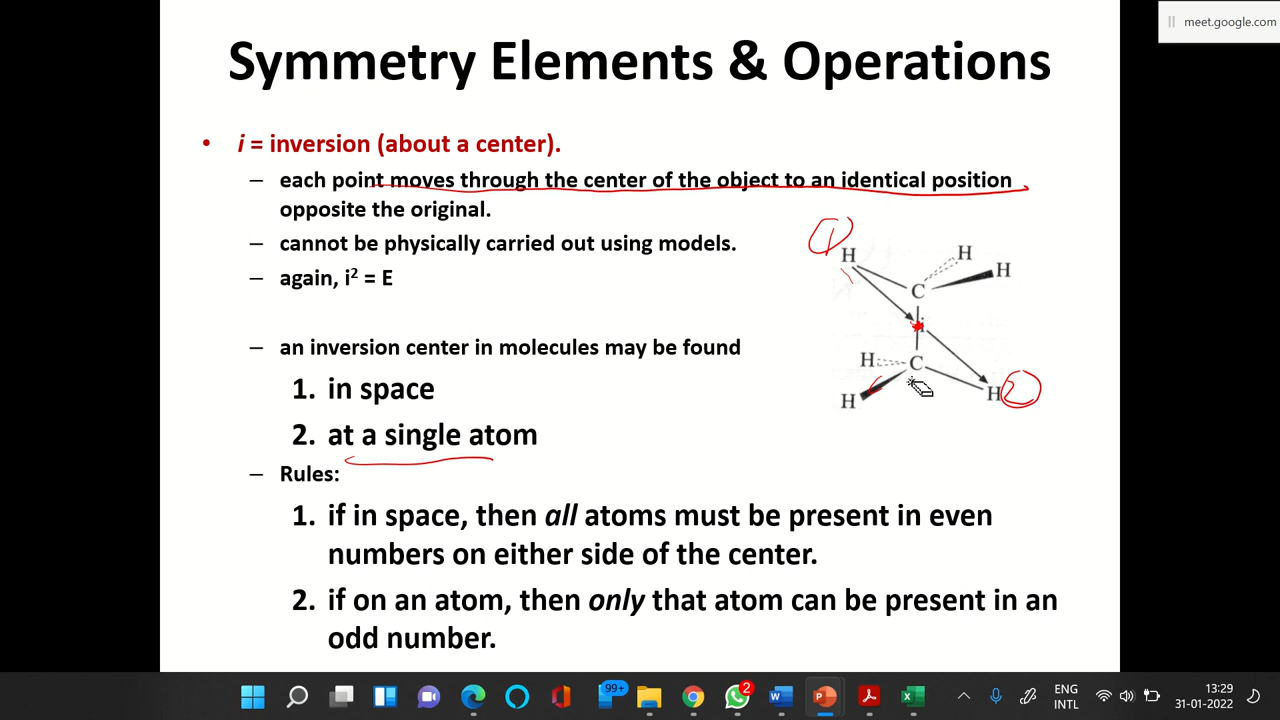 meet.google.com
Symmetry Elements & Operations
• i = inversion (about a center).
– each point moves through the center of the object to an identical position
opposite the original.
– cannot be physically carried out using models.
– again, i² = E
– an inversion center in molecules may be found
1. in space
2. at a single atom
– Rules:
1. if in space, then all atoms must be present in even
numbers on either side of the center.
2. if on an atom, then only that atom can be present in an
odd number.
1
H H
H
C
i
H C
H H 2
99+
2
ENG
INTL
13:29
31-01-2022